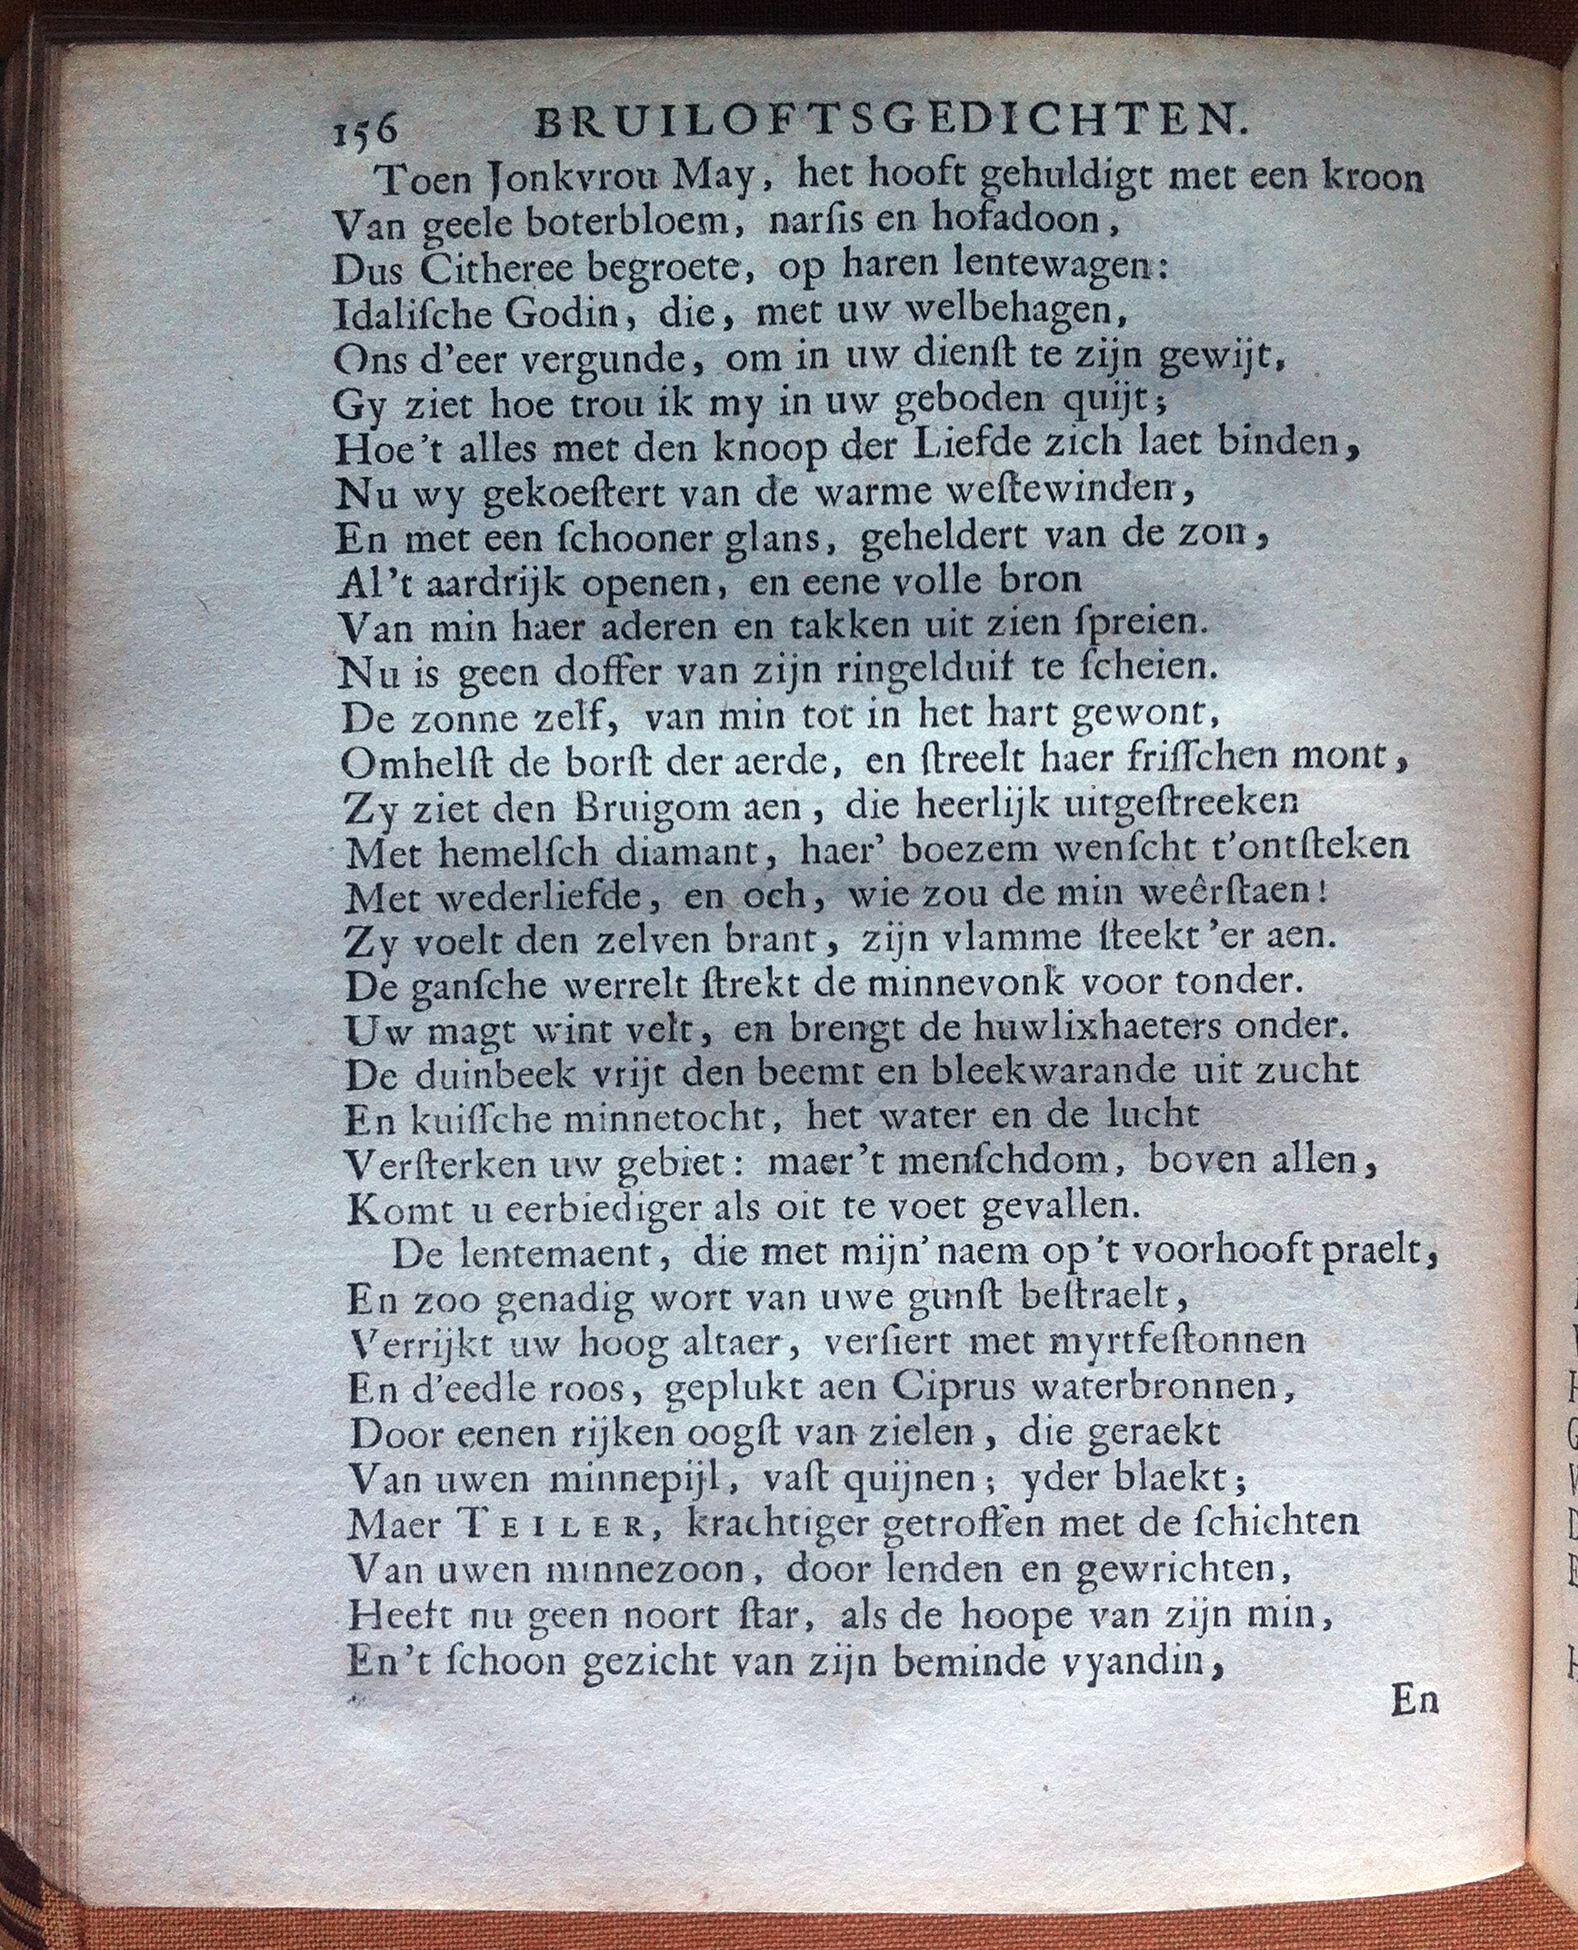 156 BRUILOFTSGEDICHTEN.
Toen Jonkvrou May, het hooft gehuldigt met een kroon
Van geele boterbloem, narſis en hofadoon,
Dus Citheree begroete, op haren lentewagen:
Idaliſche Godin, die, met uw welbehagen,
Ons d'eer vergunde, om in uw dienſt te zijn gewijt,
Gy ziet hoe trou ik my in uw geboden quijt;
Hoe't alles met den knoop der Liefde zich laet binden,
Nu wy gekoeſtert van de warme weſtewinden,
En met een ſchooner glans, geheldert van de zon,
Al't aardrijk openen, en eene volle bron
Van min haer aderen en takken uit zien ſpreien.
Nu is geen doffer van zijn ringelduif te ſcheien.
De zonne zelf, van min tot in het hart gewont,
Omhelſt de borſt der aerde, en ſtreelt haer friſſchen mont,
Zy ziet den Bruigom aen, die heerlijk uitgeſtreeken
Met hemelſch diamant, haer' boezem wenſcht t'ontſteken
Met wederliefde, en och, wie zou de min weêrſtaen!
Zy voelt den zelven brant, zijn vlamme ſteekt 'er aen.
De ganſche werrelt ſtrekt de minnevonk voor tonder.
Uw magt wint velt, en brengt de huwlixhaeters onder.
De duinbeek vrijt den beemt en bleekwarande uit zucht
En kuiſſche minnetocht, het water en de lucht
Verſterken uw gebiet: maer't menſchdom, boven allen,
Komt u eerbiediger als oit te voet gevallen.
De lentemaent, die met mijn' naem op't voorhooft praelt,
En zoo genadig wort van uwe gunſt beſtraelt,
Verrijkt uw hoog altaer, verſiert met myrtfeſtonnen
En d'eedle roos, geplukt aen Ciprus waterbronnen,
Door eenen rijken oogſt van zielen, die geraekt
Van uwen minnepijl, vaſt quijnen; yder blaekt;
Maer TEILER, krachtiger getroffen met de ſchichten
Van uwen minnezoon, door lenden en gewrichten,
Heeft nu geen noort ſtar, als de hoope van zijn min,
En't ſchoon gezicht van zijn beminde vyandin,
En